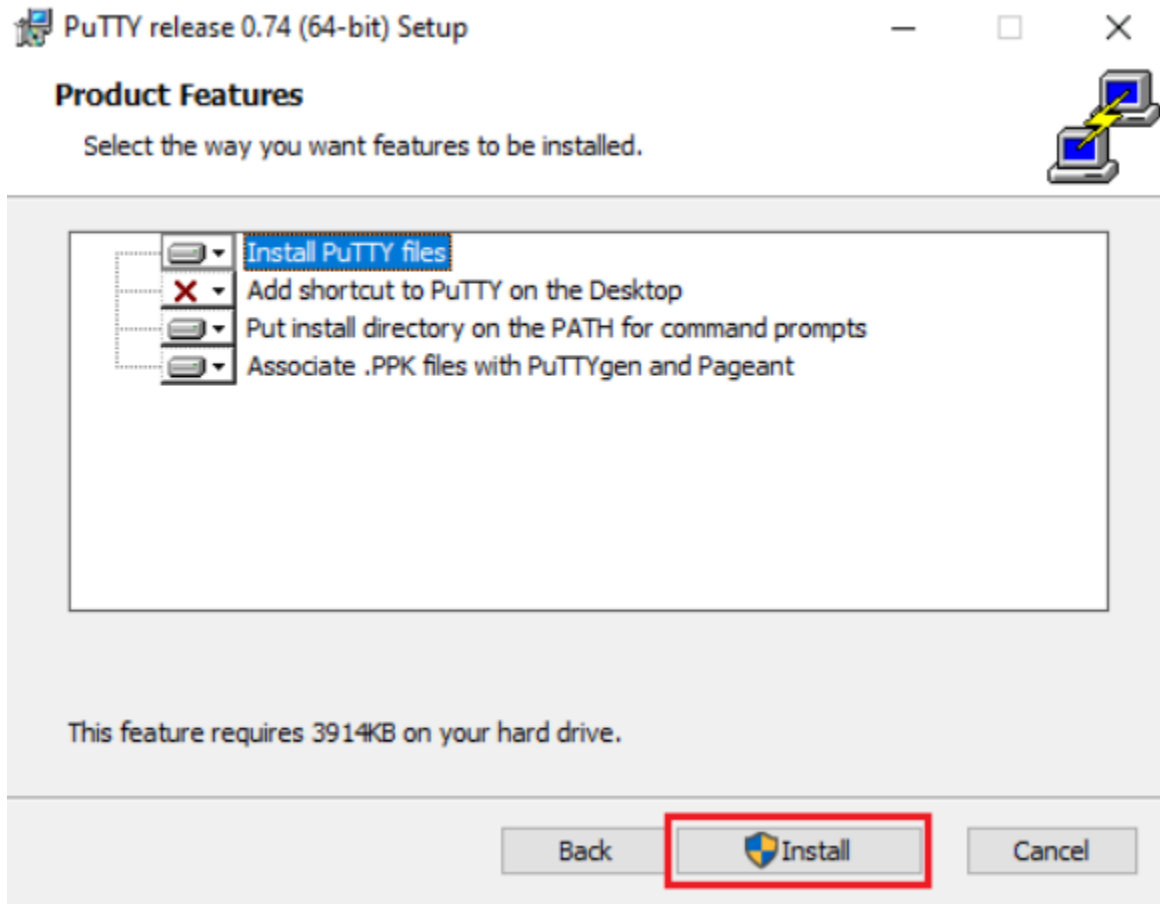 PuTTY release 0.74 (64-bit) Setup
Product Features
Select the way you want features to be installed.
Install PuTTY files
Add shortcut to PuTTY on the Desktop
Put install directory on the PATH for command prompts
Associate .PPK files with PuTTYgen and Pageant
This feature requires 3914KB on your hard drive.
Back Install Cancel